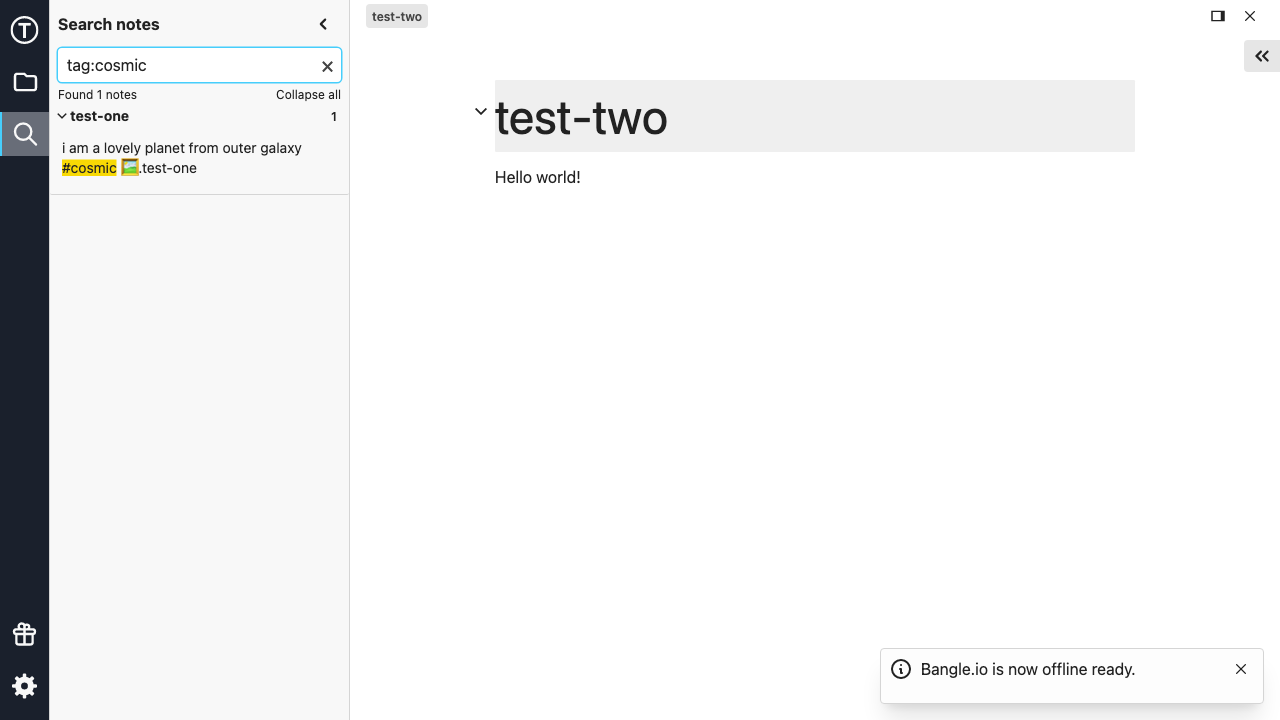 Search notes
tag:cosmic
Found 1 notes Collapse all
test-one 1
i am a lovely planet from outer galaxy
#cosmic 🖼️.test-one
test-two
test-two
Hello world!
Bangle.io is now offline ready.